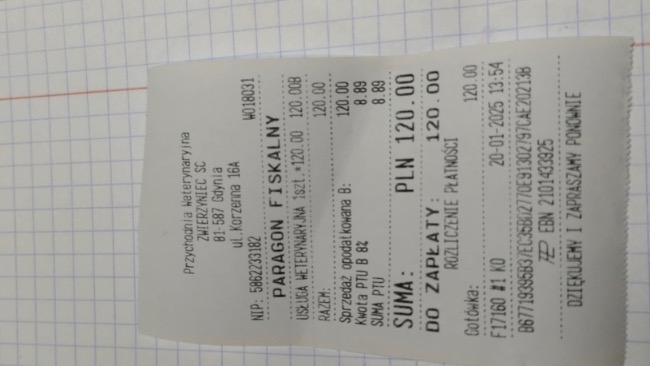 Przychodnia Weterynaryjna
ZWIERZYNIEC SC
81-587 Gdynia
ul.Korzenna 16A
NIP: 5862233182 W018031
PARAGON FISKALNY
USŁUGA WETERYNARYJNA 1szt.*120.00 120.00B
RAZEM: 120.00
Sprzedaż opodatkowana B: 120.00
Kwota PTU B 8% 8.89
SUMA PTU 8.89
SUMA: PLN 120.00
DO ZAPŁATY: 120.00
ROZLICZENIE PŁATNOŚCI
Gotówka: 120.00
F17160 #1 KO 20-01-2025 13:54
EBN 2101433925
DZIĘKUJEMY I ZAPRASZAMY PONOWNIE